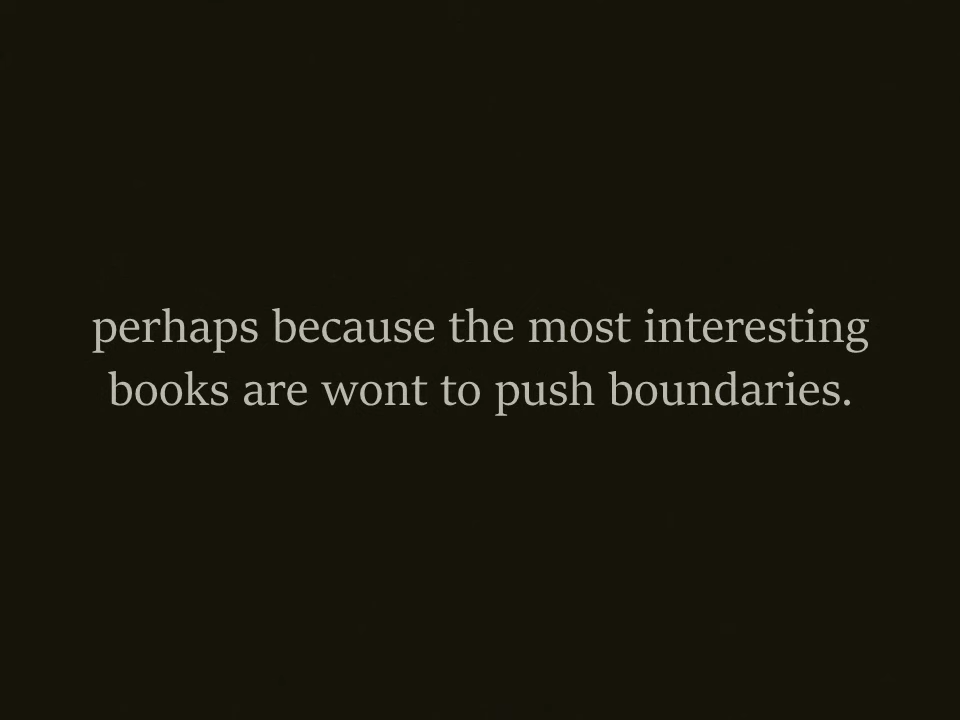 perhaps because the most interesting
books are wont to push boundaries.